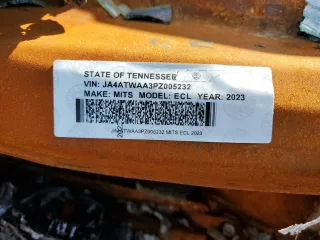 STATE OF TENNESSEE
VIN: JA4ATWAA3PZ005232
MAKE: MITS MODEL: ECL YEAR: 2023
JA4ATWAA3PZ005232 MITS ECL 2023